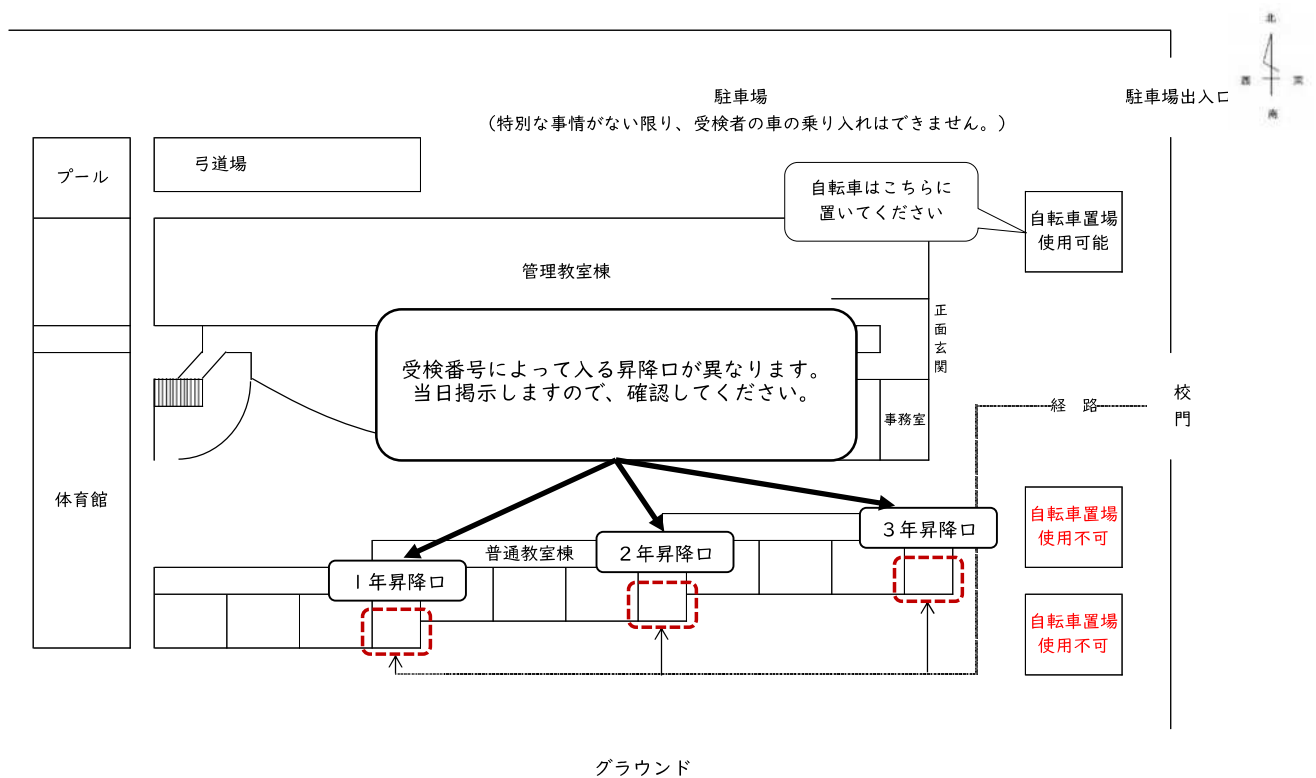 北
西
東
南
駐車場
(特別な事情がない限り、受検者の車の乗り入れはできません。)
駐車場出入口
プール
弓道場
自転車はこちらに
置いてください
自転車置場
使用可能
管理教室棟
正面玄関
受検番号によって入る昇降口が異なります。
当日掲示しますので、確認してください。
事務室
経 路
校門
体育館
自転車置場
使用不可
3年昇降口
2年昇降口
普通教室棟
1年昇降口
自転車置場
使用不可
グラウンド